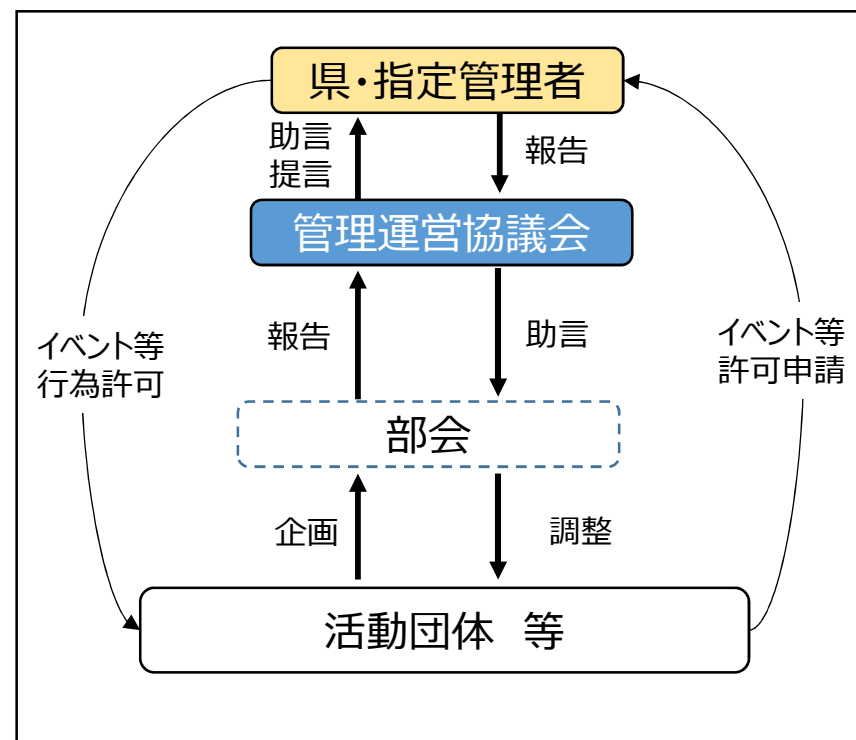 県・指定管理者
助言
提言
報告
管理運営協議会
報告
助言
イベント等
行為許可
イベント等
許可申請
部会
企画
調整
活動団体　等